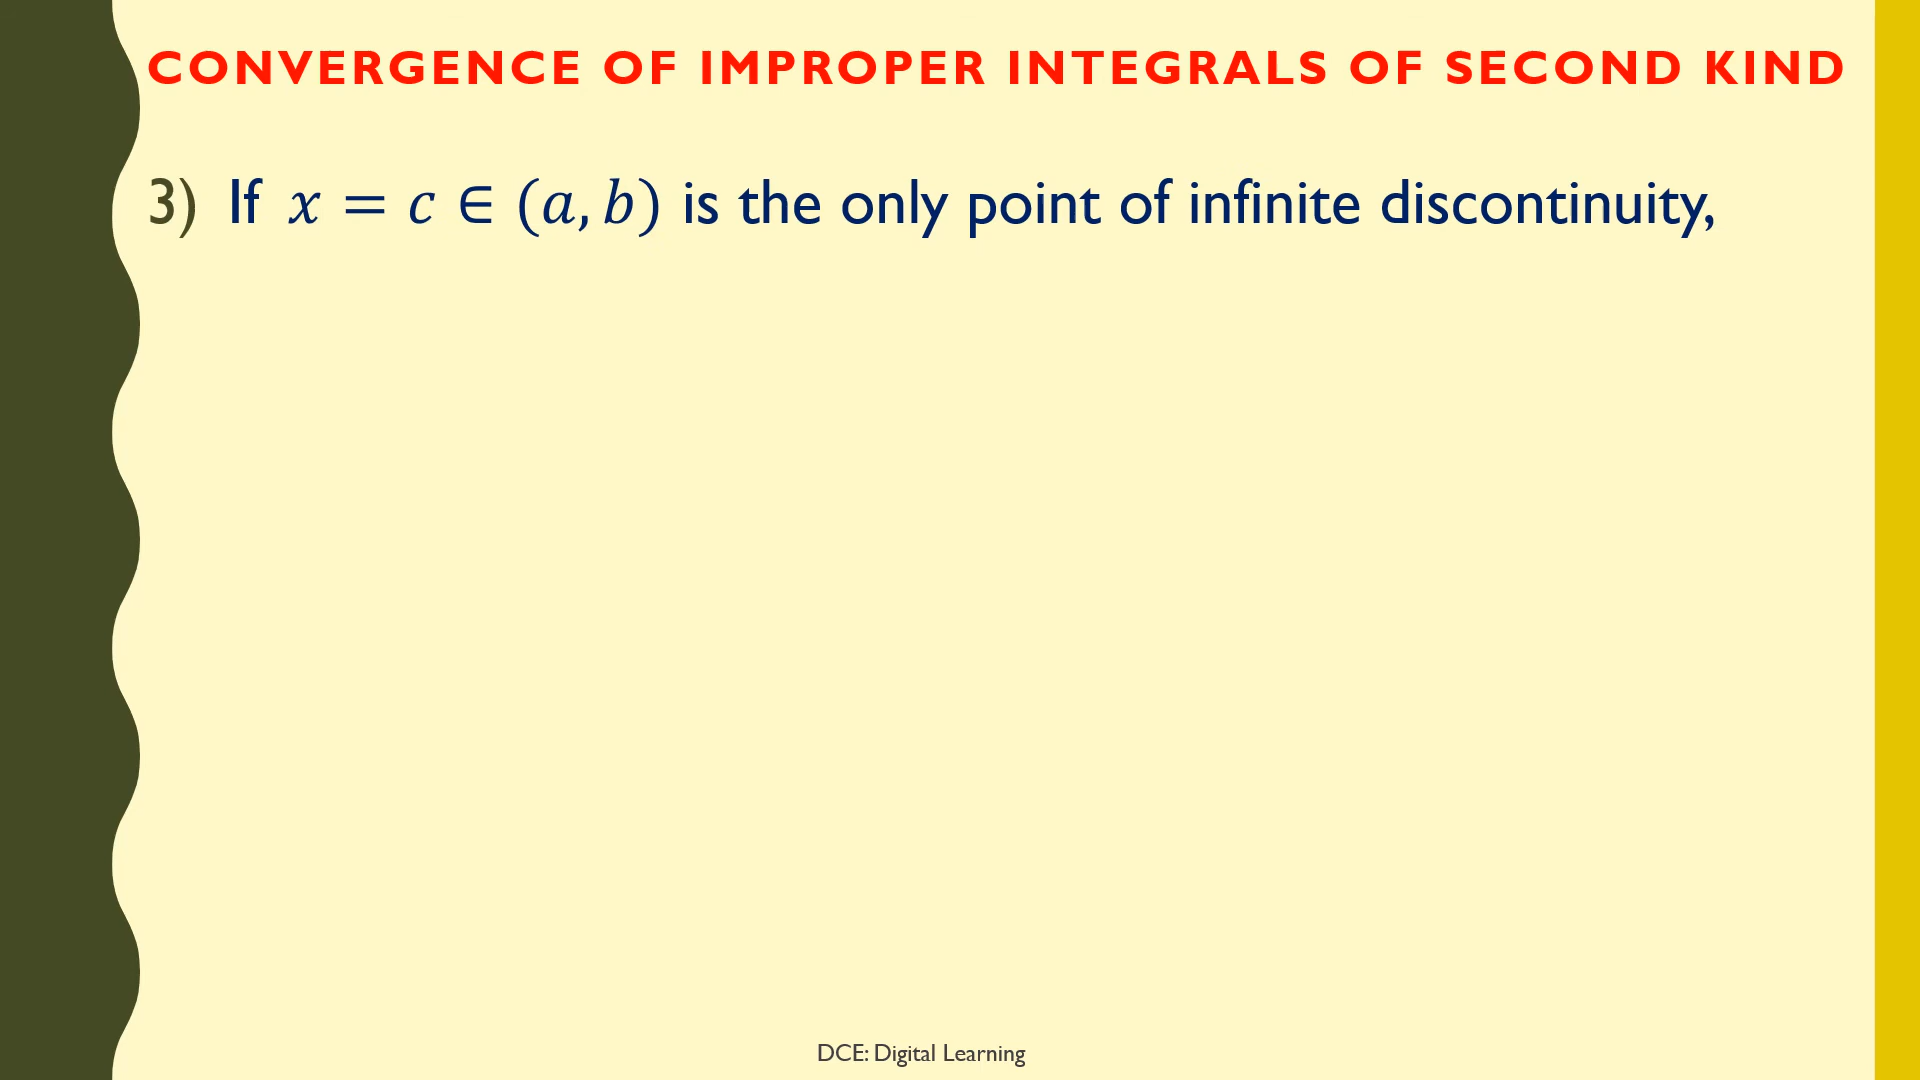 CONVERGENCE OF IMPROPER INTEGRALS OF SECOND KIND
3) If 𝑥 = 𝑐 ∈ (𝑎, 𝑏) is the only point of infinite discontinuity,
DCE: Digital Learning